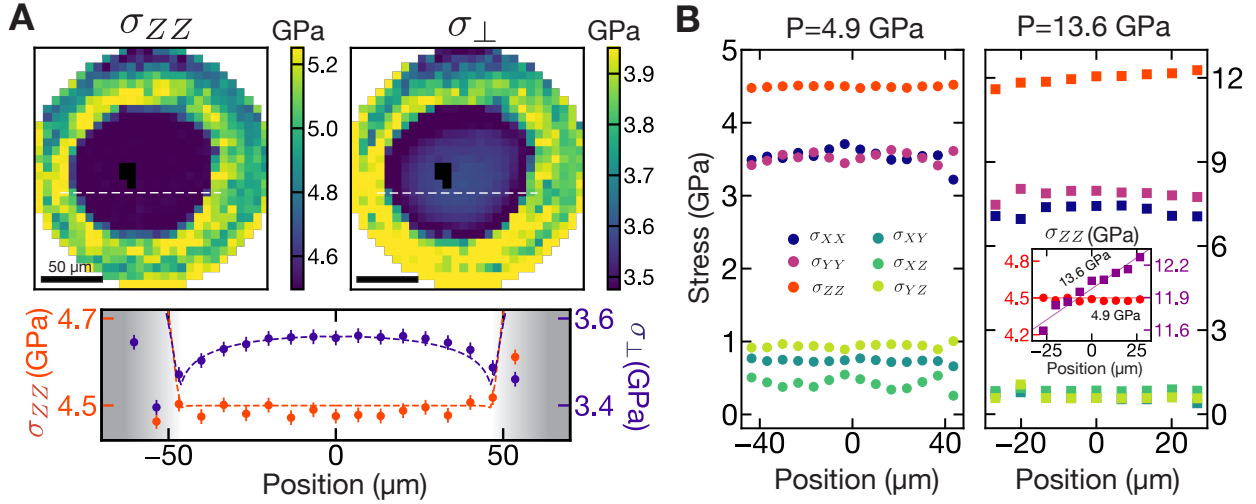 A
σZZ
GPa
5.2
5.0
4.8
4.6
50 µm
σ⊥
GPa
3.9
3.8
3.7
3.6
3.5
σZZ (GPa)
4.7
4.5
3.6
3.4
σ⊥ (GPa)
−50
0
50
Position (µm)
B
P=4.9 GPa
Stress (GPa)
5
4
3
2
1
0
σXX
σXY
σYY
σXZ
σZZ
σYZ
−40
0
40
Position (µm)
P=13.6 GPa
12
9
6
3
0
σZZ (GPa)
4.8
4.5
4.2
13.6 GPa
4.9 GPa
12.2
11.9
11.6
−25
0
25
Position (µm)
−20
0
20
Position (µm)